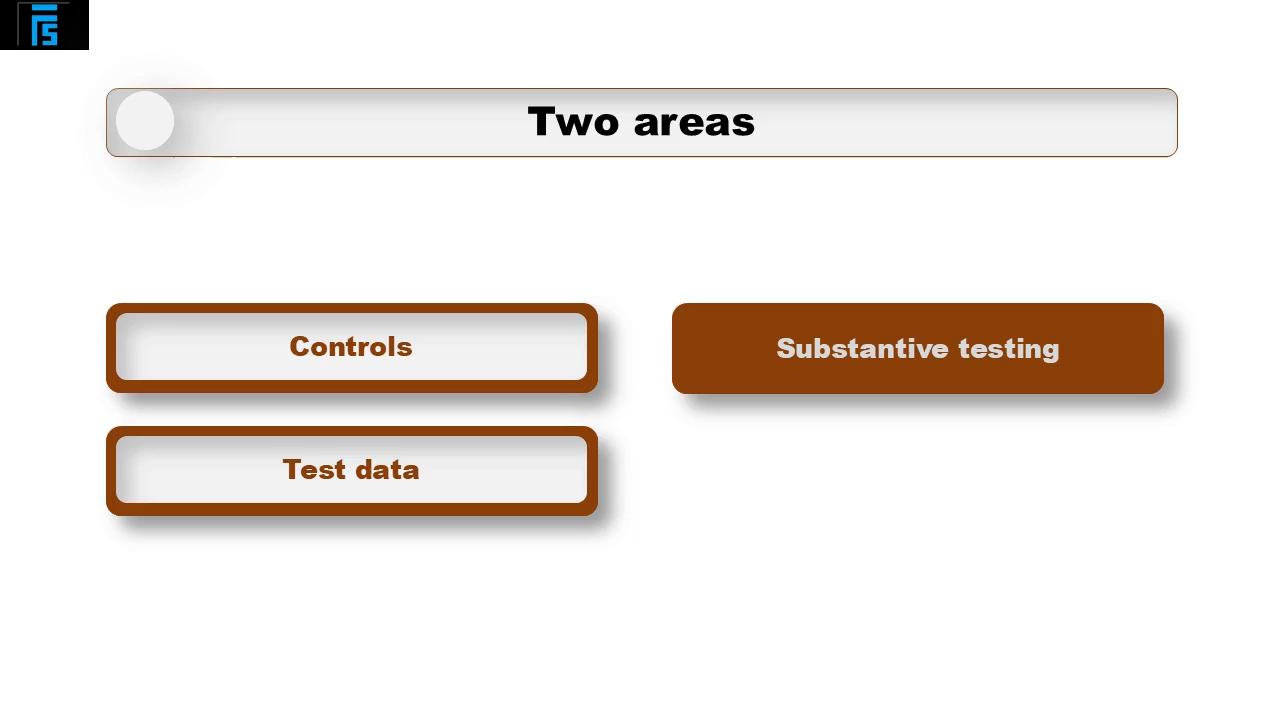 Two areas
Controls
Substantive testing
Test data